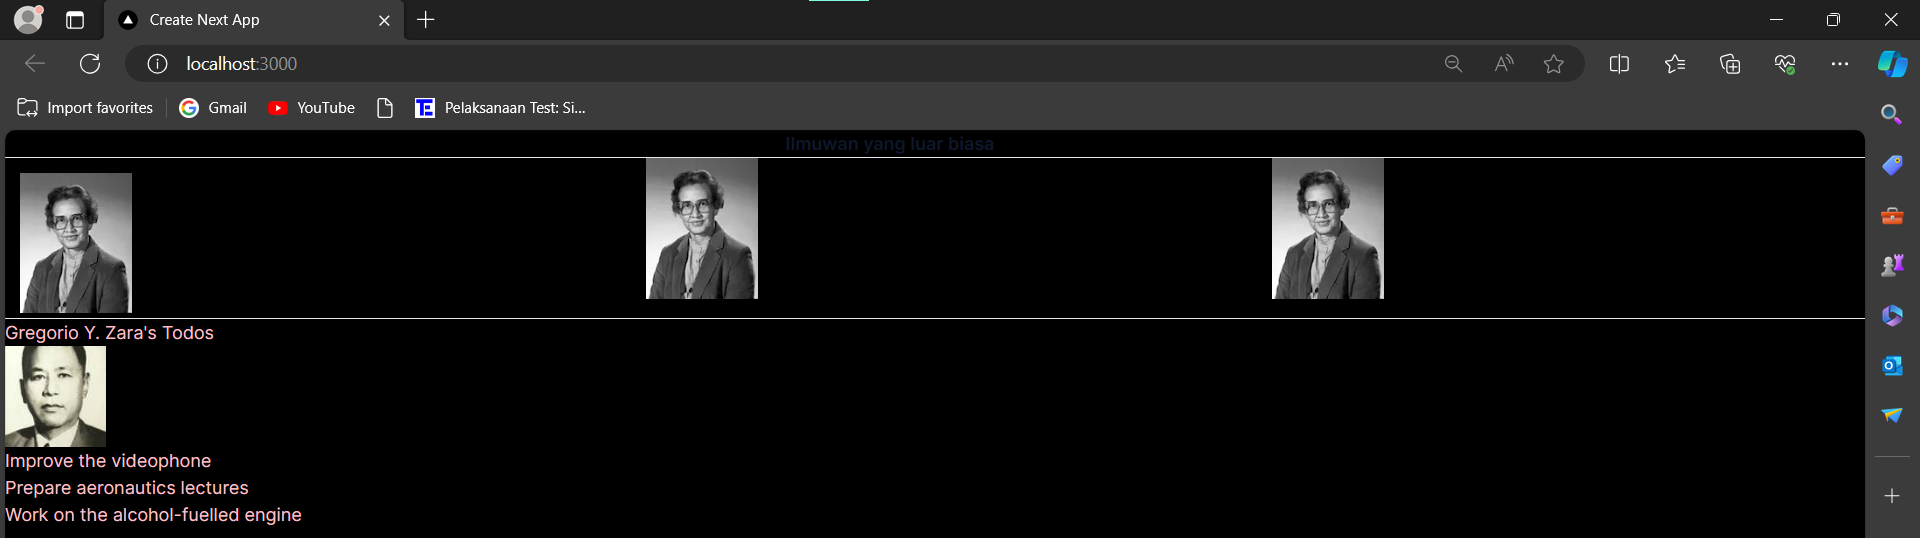 Create Next App
localhost:3000
Import favorites
Gmail
YouTube
Pelaksanaan Test: Si...
Ilmuwan yang luar biasa
Gregorio Y. Zara's Todos
Improve the videophone
Prepare aeronautics lectures
Work on the alcohol-fuelled engine